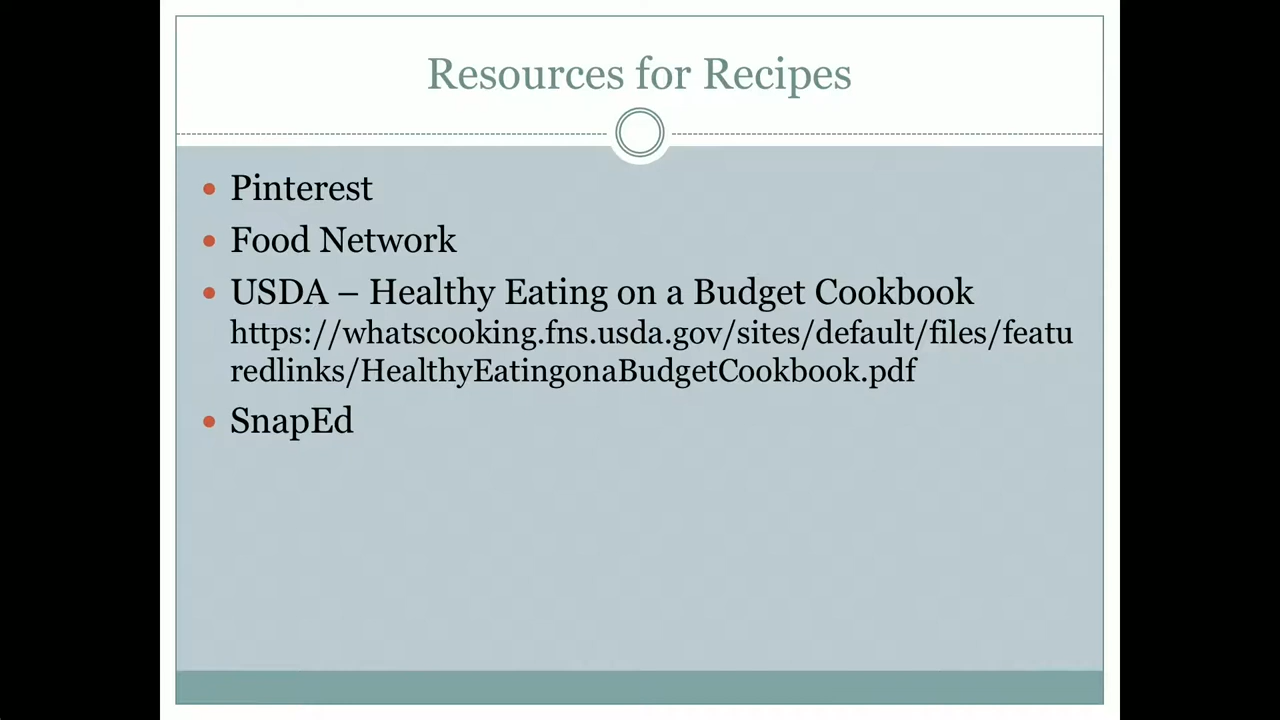 Resources for Recipes
• Pinterest
• Food Network
• USDA – Healthy Eating on a Budget Cookbook
https://whatscooking.fns.usda.gov/sites/default/files/featu
redlinks/HealthyEatingonaBudgetCookbook.pdf
• SnapEd